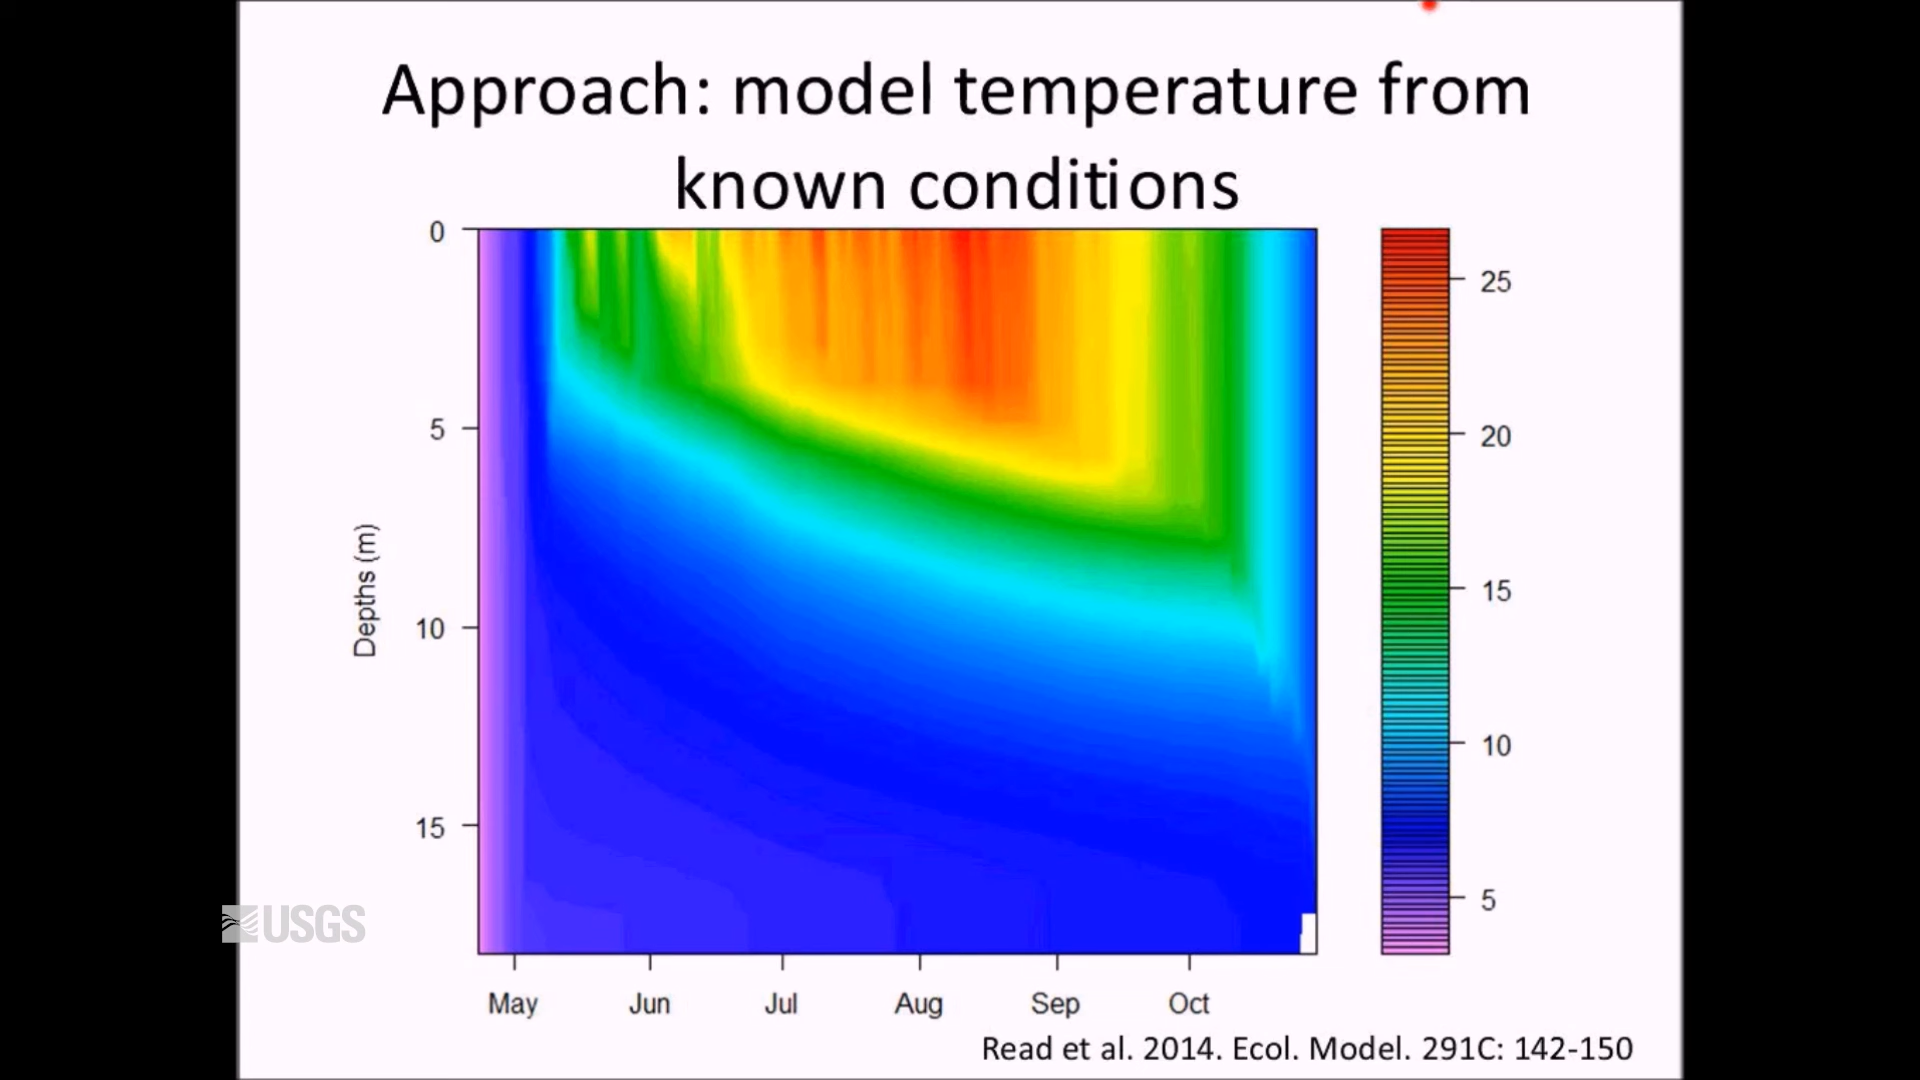 Approach: model temperature from
known conditions
0
5
10
15
Depths (m)
May Jun Jul Aug Sep Oct
25
20
15
10
5
USGS
Read et al. 2014. Ecol. Model. 291C: 142-150